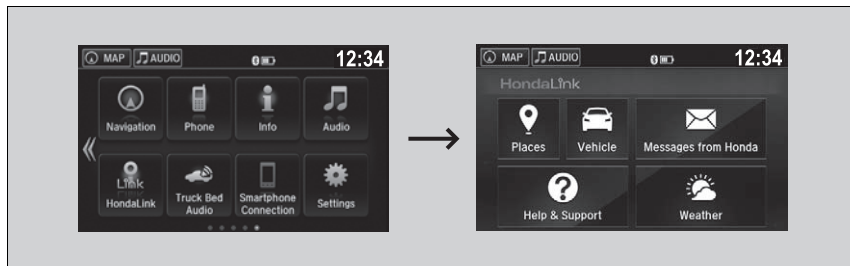 MAP AUDIO 12:34
Navigation Phone Info Audio
Link
HondaLink Truck Bed Audio Smartphone Connection Settings
MAP AUDIO 12:34
HondaLink
Places Vehicle Messages from Honda
Help & Support Weather